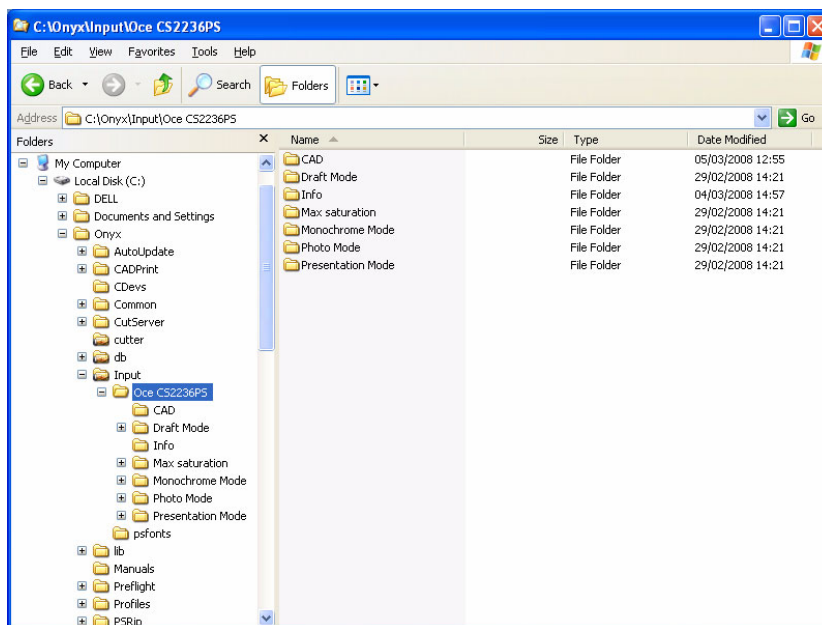 C:\Onyx\Input\Oce CS2236PS
File Edit View Favorites Tools Help
Back Search Folders
Address C:\Onyx\Input\Oce CS2236PS Go
Folders Name Size Type Date Modified
My Computer
Local Disk (C:)
DELL
Documents and Settings
Onyx
AutoUpdate
CADPrint
CDevs
Common
CutServer
cutter
db
Input
Oce CS2236PS
CAD
Draft Mode
Info
Max saturation
Monochrome Mode
Photo Mode
Presentation Mode
psfonts
lib
Manuals
Preflight
Profiles
PSRip
CAD File Folder 05/03/2008 12:55
Draft Mode File Folder 29/02/2008 14:21
Info File Folder 04/03/2008 14:57
Max saturation File Folder 29/02/2008 14:21
Monochrome Mode File Folder 29/02/2008 14:21
Photo Mode File Folder 29/02/2008 14:21
Presentation Mode File Folder 29/02/2008 14:21